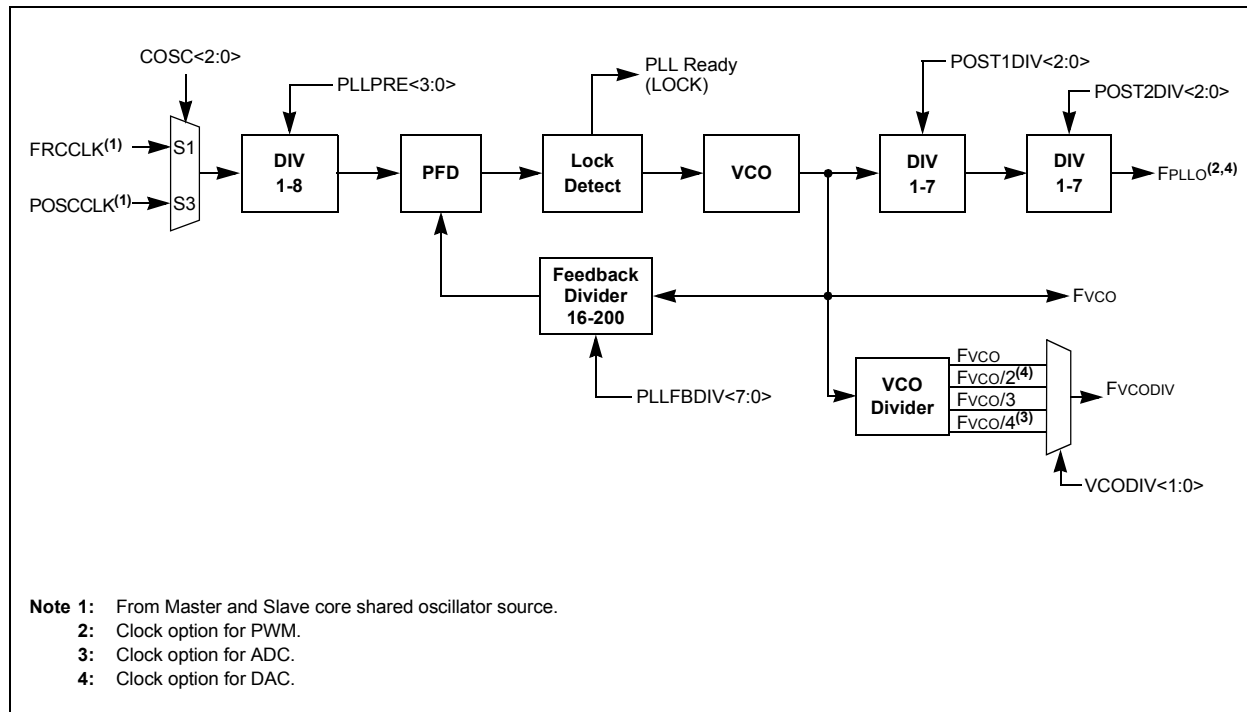 COSC<2:0>
PLLPRE<3:0>
PLL Ready
(LOCK)
POST1DIV<2:0>
POST2DIV<2:0>
FRCCLK(1)
S1
POSCCLK(1)
S3
DIV
1-8
PFD
Lock
Detect
VCO
DIV
1-7
DIV
1-7
FPLLO(2,4)
Feedback
Divider
16-200
FVCO
PLLFBDIV<7:0>
VCO
Divider
FVCO
FVCO/2(4)
FVCO/3
FVCO/4(3)
FVCODIV
VCODIV<1:0>
Note 1: From Master and Slave core shared oscillator source.
2: Clock option for PWM.
3: Clock option for ADC.
4: Clock option for DAC.